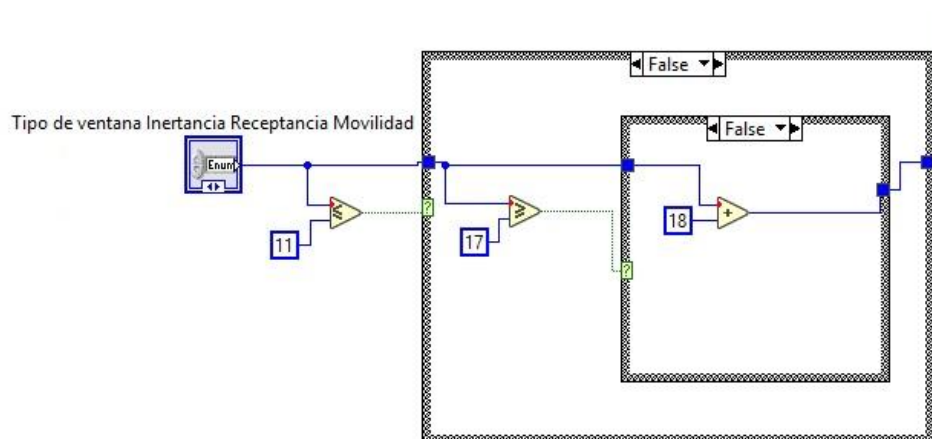 False
Tipo de ventana Inertancia Receptancia Movilidad
False
Enum
≤
?
≥
18
+
11
17
?